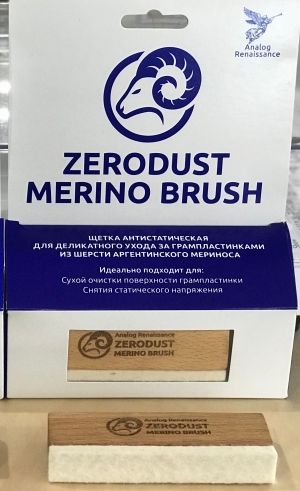 Analog
Renaissance
ZERODUST
MERINO BRUSH
ЩЕТКА АНТИСТАТИЧЕСКАЯ
ДЛЯ ДЕЛИКАТНОГО УХОДА ЗА ГРАМПЛАСТИНКАМИ
ИЗ ШЕРСТИ АРГЕНТИНСКОГО МЕРИНОСА
Идеально подходит для:
Сухой очистки поверхности грампластинки
Снятия статического напряжения
Analog Renaissance
ZERODUST
MERINO BRUSH
Analog Renaissance
ZERODUST
MERINO BRUSH